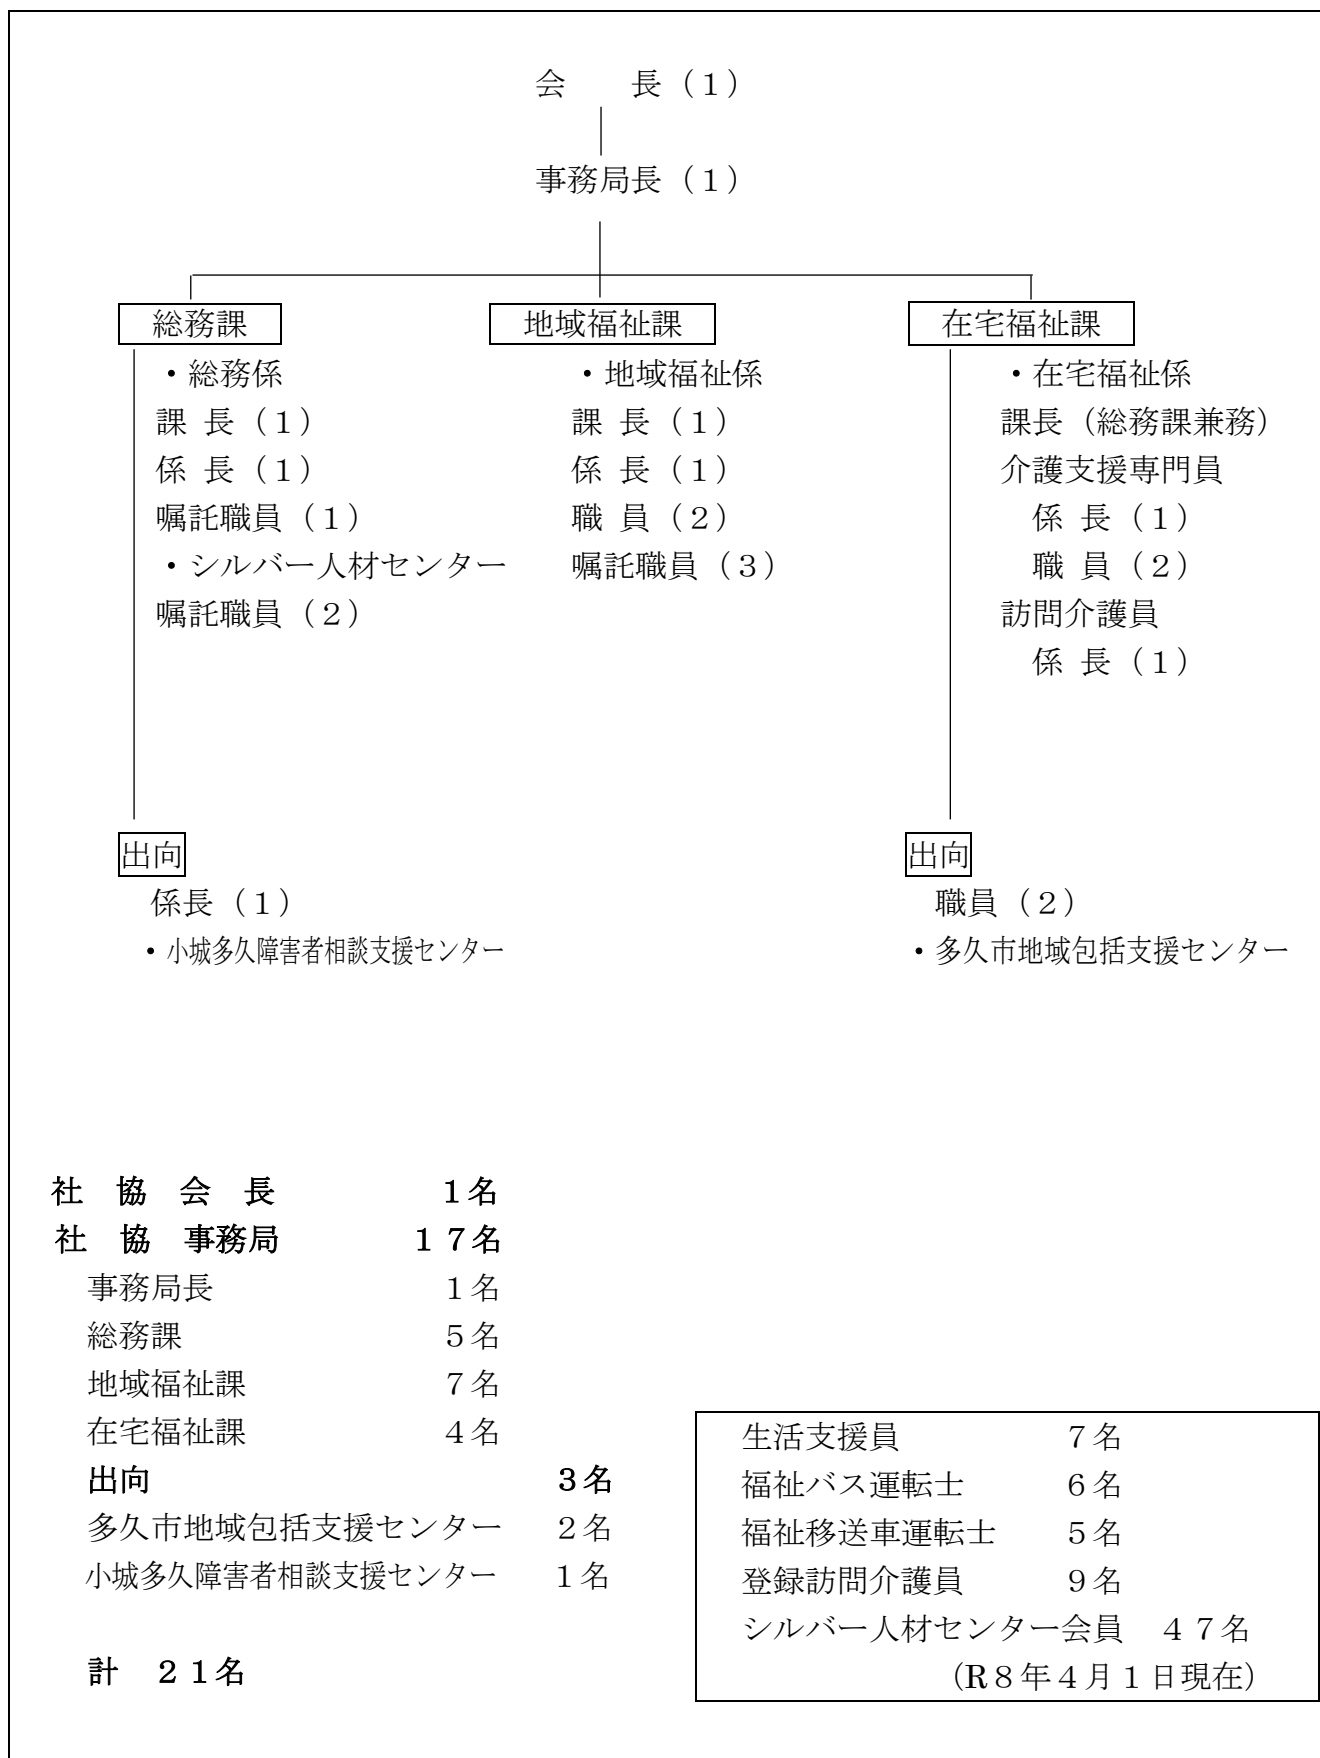 会　　長（１）
事務局長（１）
総務課
・総務係
課 長（１）
係 長（１）
嘱託職員（１）
・シルバー人材センター
嘱託職員（２）
地域福祉課
・地域福祉係
課 長（１）
係 長（１）
職 員（２）
嘱託職員（３）
在宅福祉課
・在宅福祉係
課長（総務課兼務）
介護支援専門員
係 長（１）
職 員（２）
訪問介護員
係 長（１）
出向
係長（１）
・小城多久障害者相談支援センター
出向
職員（２）
・多久市地域包括支援センター
社　協　会　長　１名
社　協　事務局　１７名
事務局長　１名
総務課　５名
地域福祉課　７名
在宅福祉課　４名
出向　３名
多久市地域包括支援センター　２名
小城多久障害者相談支援センター　１名
計　２１名
生活支援員　７名
福祉バス運転士　６名
福祉移送車運転士　５名
登録訪問介護員　９名
シルバー人材センター会員　４７名
（R８年４月１日現在）